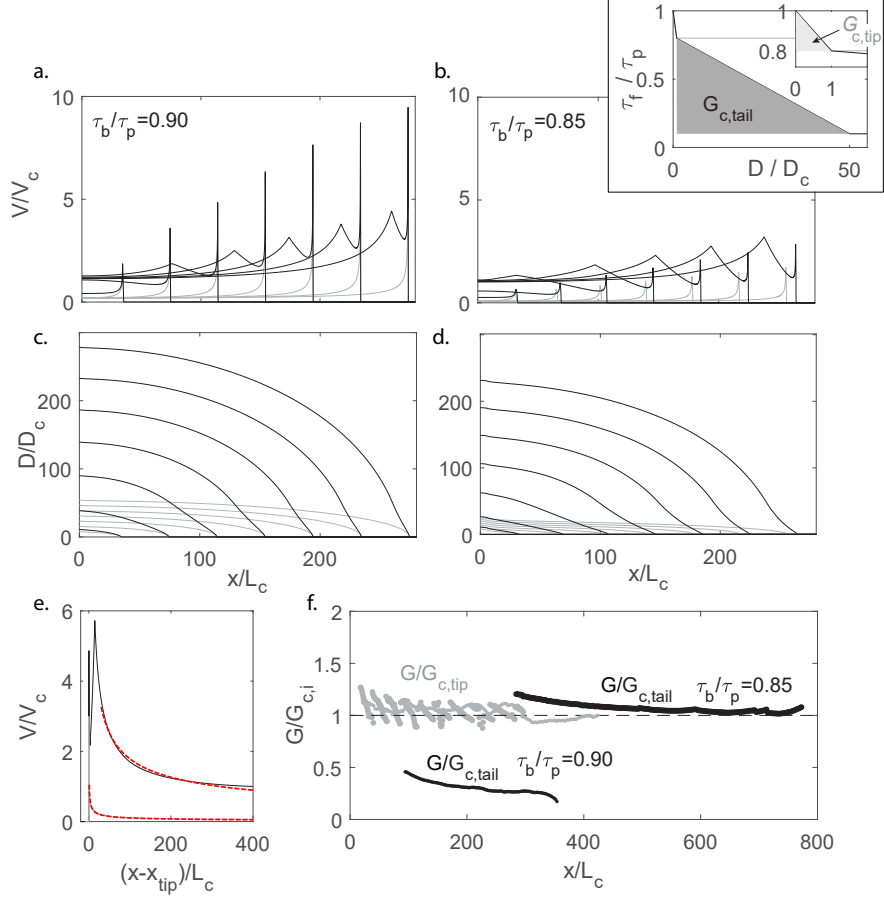 a.
τb/τp=0.90
V/Vc
10
5
0
b.
τb/τp=0.85
10
5
0
τf / τp
1
0.5
0
Gc,tail
0
50
D / Dc
1
0.8
0
1
Gc,tip
c.
D/Dc
200
100
0
0
100
200
x/Lc
d.
200
100
0
0
100
200
x/Lc
e.
V/Vc
6
4
2
0
0
200
400
(x-xtip)/Lc
f.
G/Gc,i
2
1.5
1
0.5
0
G/Gc,tip
G/Gc,tail
τb/τp=0.85
G/Gc,tail
τb/τp=0.90
0
200
400
600
800
x/Lc